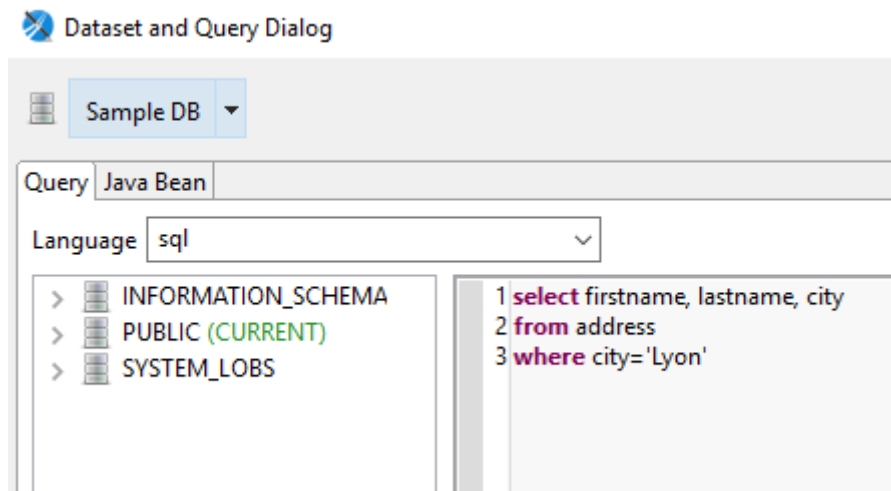 Dataset and Query Dialog
Sample DB
Query Java Bean
Language sql
INFORMATION_SCHEMA
PUBLIC (CURRENT)
SYSTEM_LOBS
1 select firstname, lastname, city
2 from address
3 where city='Lyon'